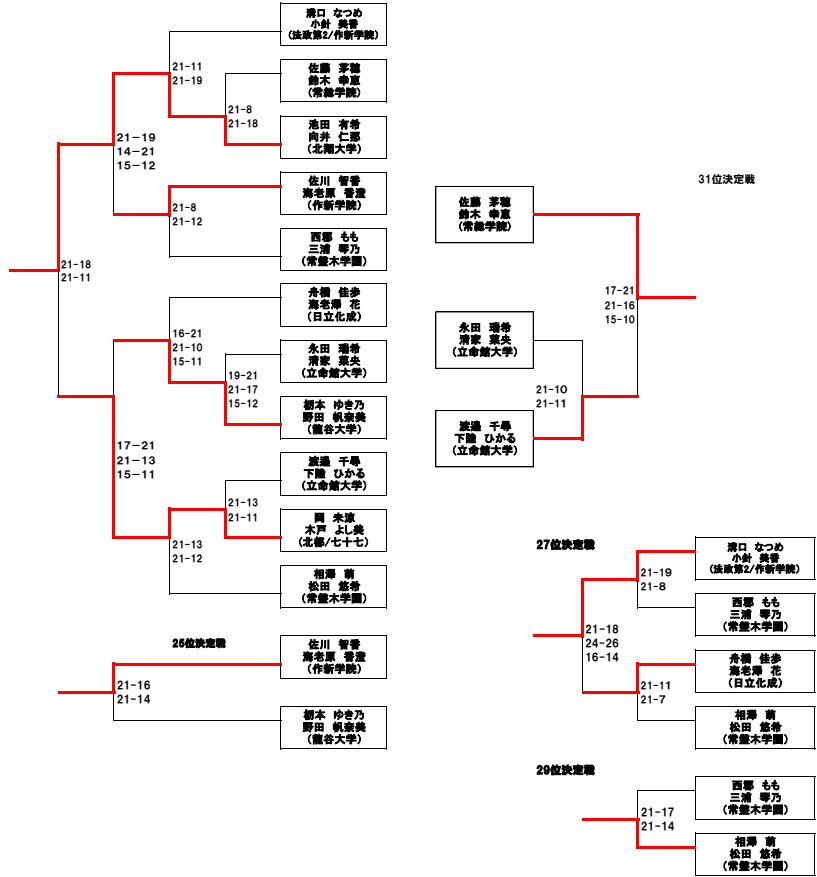 溝口 なつめ
小針 美香
(法政第2/作新学院)
21-11
21-19
佐藤 茅穂
鈴木 幸恵
(常総学院)
21-8
21-18
池田 有希
向井 仁那
(北翔大学)
21-19
14-21
15-12
佐川 智香
海老原 香澄
(作新学院)
21-8
21-12
西郡 もも
三浦 琴乃
(常盤木学園)
21-18
21-11
舟橋 佳歩
海老澤 花
(日立化成)
16-21
21-10
15-11
永田 瑞希
清家 菜央
(立命館大学)
19-21
21-17
15-12
栃本 ゆき乃
野田 帆奈美
(龍谷大学)
17-21
21-13
15-11
渡邉 千尋
下陸 ひかる
(立命館大学)
21-13
21-11
岡 未涼
木戸 よし美
(北都/七十七)
21-13
21-12
相澤 萌
松田 悠希
(常盤木学園)
25位決定戦
佐川 智香
海老原 香澄
(作新学院)
21-16
21-14
栃本 ゆき乃
野田 帆奈美
(龍谷大学)
31位決定戦
佐藤 茅穂
鈴木 幸恵
(常総学院)
17-21
21-16
15-10
永田 瑞希
清家 菜央
(立命館大学)
21-10
21-11
渡邉 千尋
下陸 ひかる
(立命館大学)
27位決定戦
溝口 なつめ
小針 美香
(法政第2/作新学院)
21-19
21-8
西郡 もも
三浦 琴乃
(常盤木学園)
21-18
24-26
16-14
舟橋 佳歩
海老澤 花
(日立化成)
21-11
21-7
相澤 萌
松田 悠希
(常盤木学園)
29位決定戦
西郡 もも
三浦 琴乃
(常盤木学園)
21-17
21-14
相澤 萌
松田 悠希
(常盤木学園)